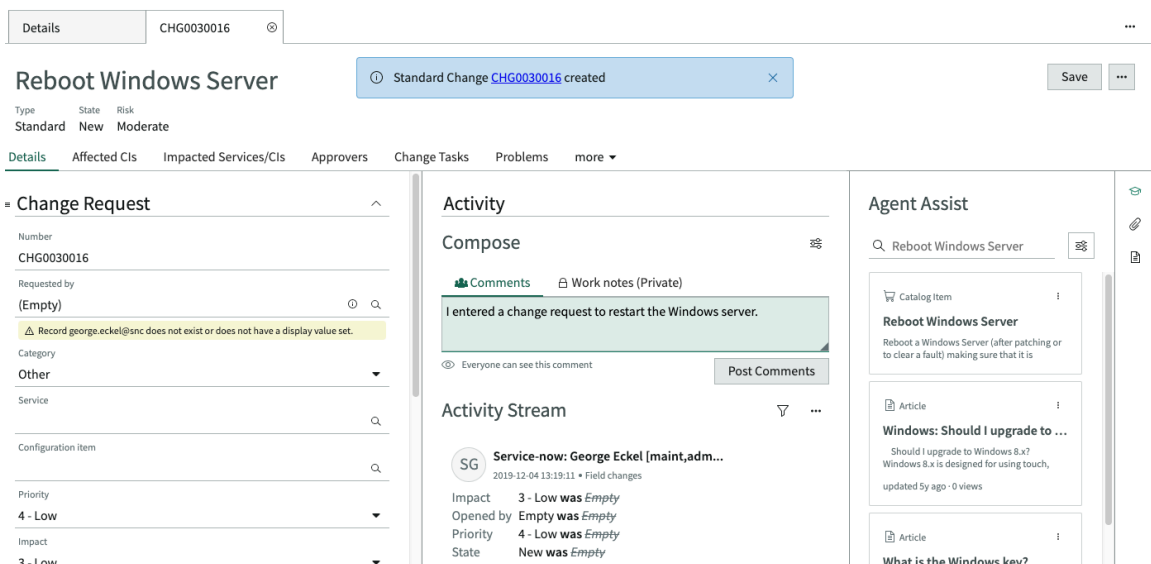 Details
CHG0030016
Reboot Windows Server
Standard Change CHG0030016 created
Save
Type State Risk
Standard New Moderate
Details Affected CIs Impacted Services/CIs Approvers Change Tasks Problems more
Change Request
Number
CHG0030016
Requested by
(Empty)
Record george.eckel@snc does not exist or does not have a display value set.
Category
Other
Service
Configuration item
Priority
4 - Low
Impact
3 - Low
Activity
Compose
Comments
Work notes (Private)
I entered a change request to restart the Windows server.
Everyone can see this comment
Post Comments
Activity Stream
SG
Service-now: George Eckel [maint,adm...
2019-12-04 13:19:11 • Field changes
Impact 3 - Low was Empty
Opened by Empty was Empty
Priority 4 - Low was Empty
State New was Empty
Agent Assist
Reboot Windows Server
Catalog Item
Reboot Windows Server
Reboot a Windows Server (after patching or
to clear a fault) making sure that it is
Article
Windows: Should I upgrade to ...
Should I upgrade to Windows 8.x?
Windows 8.x is designed for using touch,
updated 5y ago · 0 views
Article
What is the Windows key?